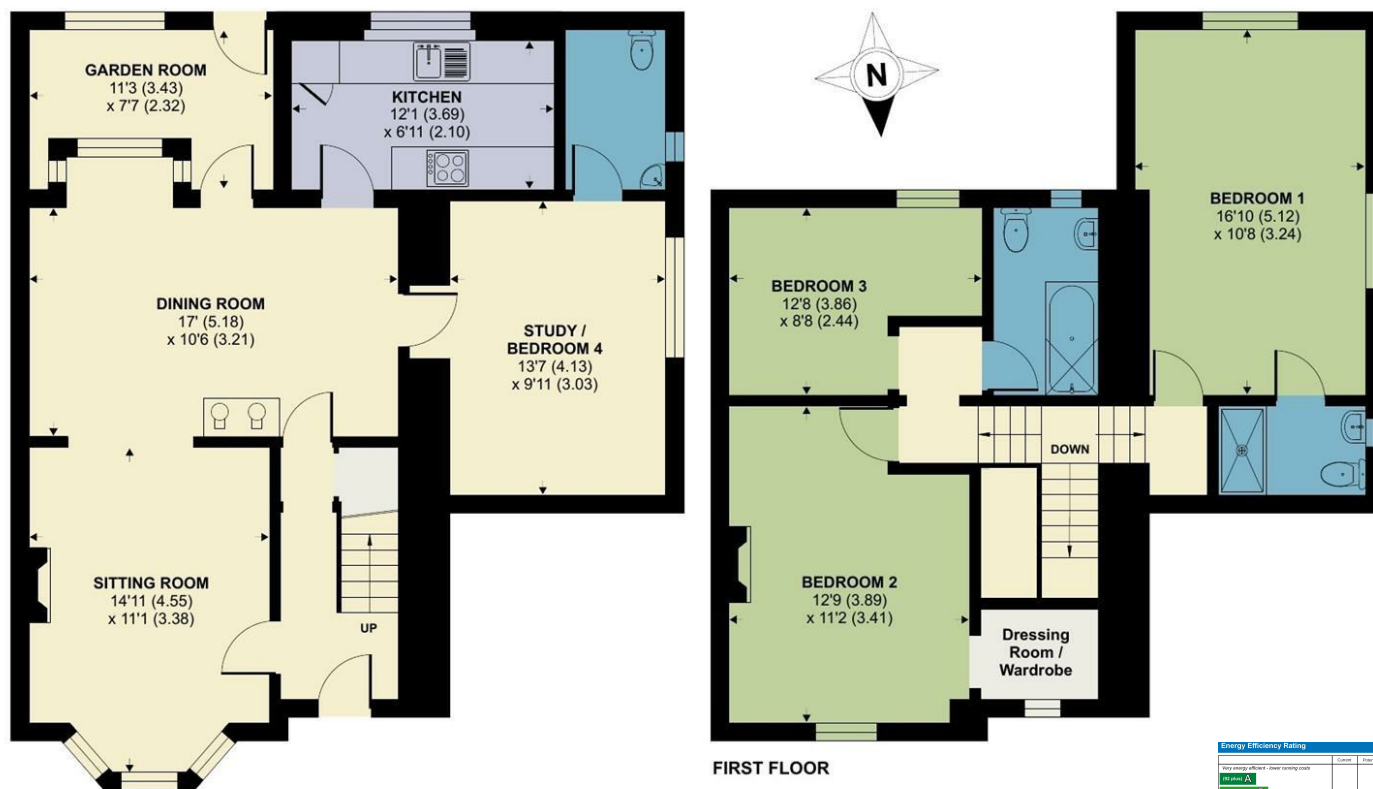 GARDEN ROOM
11'3 (3.43)
x 7'7 (2.32)
KITCHEN
12'1 (3.69)
x 6'11 (2.10)
DINING ROOM
17' (5.18)
x 10'6 (3.21)
STUDY /
BEDROOM 4
13'7 (4.13)
x 9'11 (3.03)
SITTING ROOM
14'11 (4.55)
x 11'1 (3.38)
UP
N
BEDROOM 1
16'10 (5.12)
x 10'8 (3.24)
BEDROOM 3
12'8 (3.86)
x 8'8 (2.44)
DOWN
BEDROOM 2
12'9 (3.89)
x 11'2 (3.41)
Dressing
Room /
Wardrobe
FIRST FLOOR
Energy Efficiency Rating
Current
Very energy efficient - lower running costs
(92 plus) A